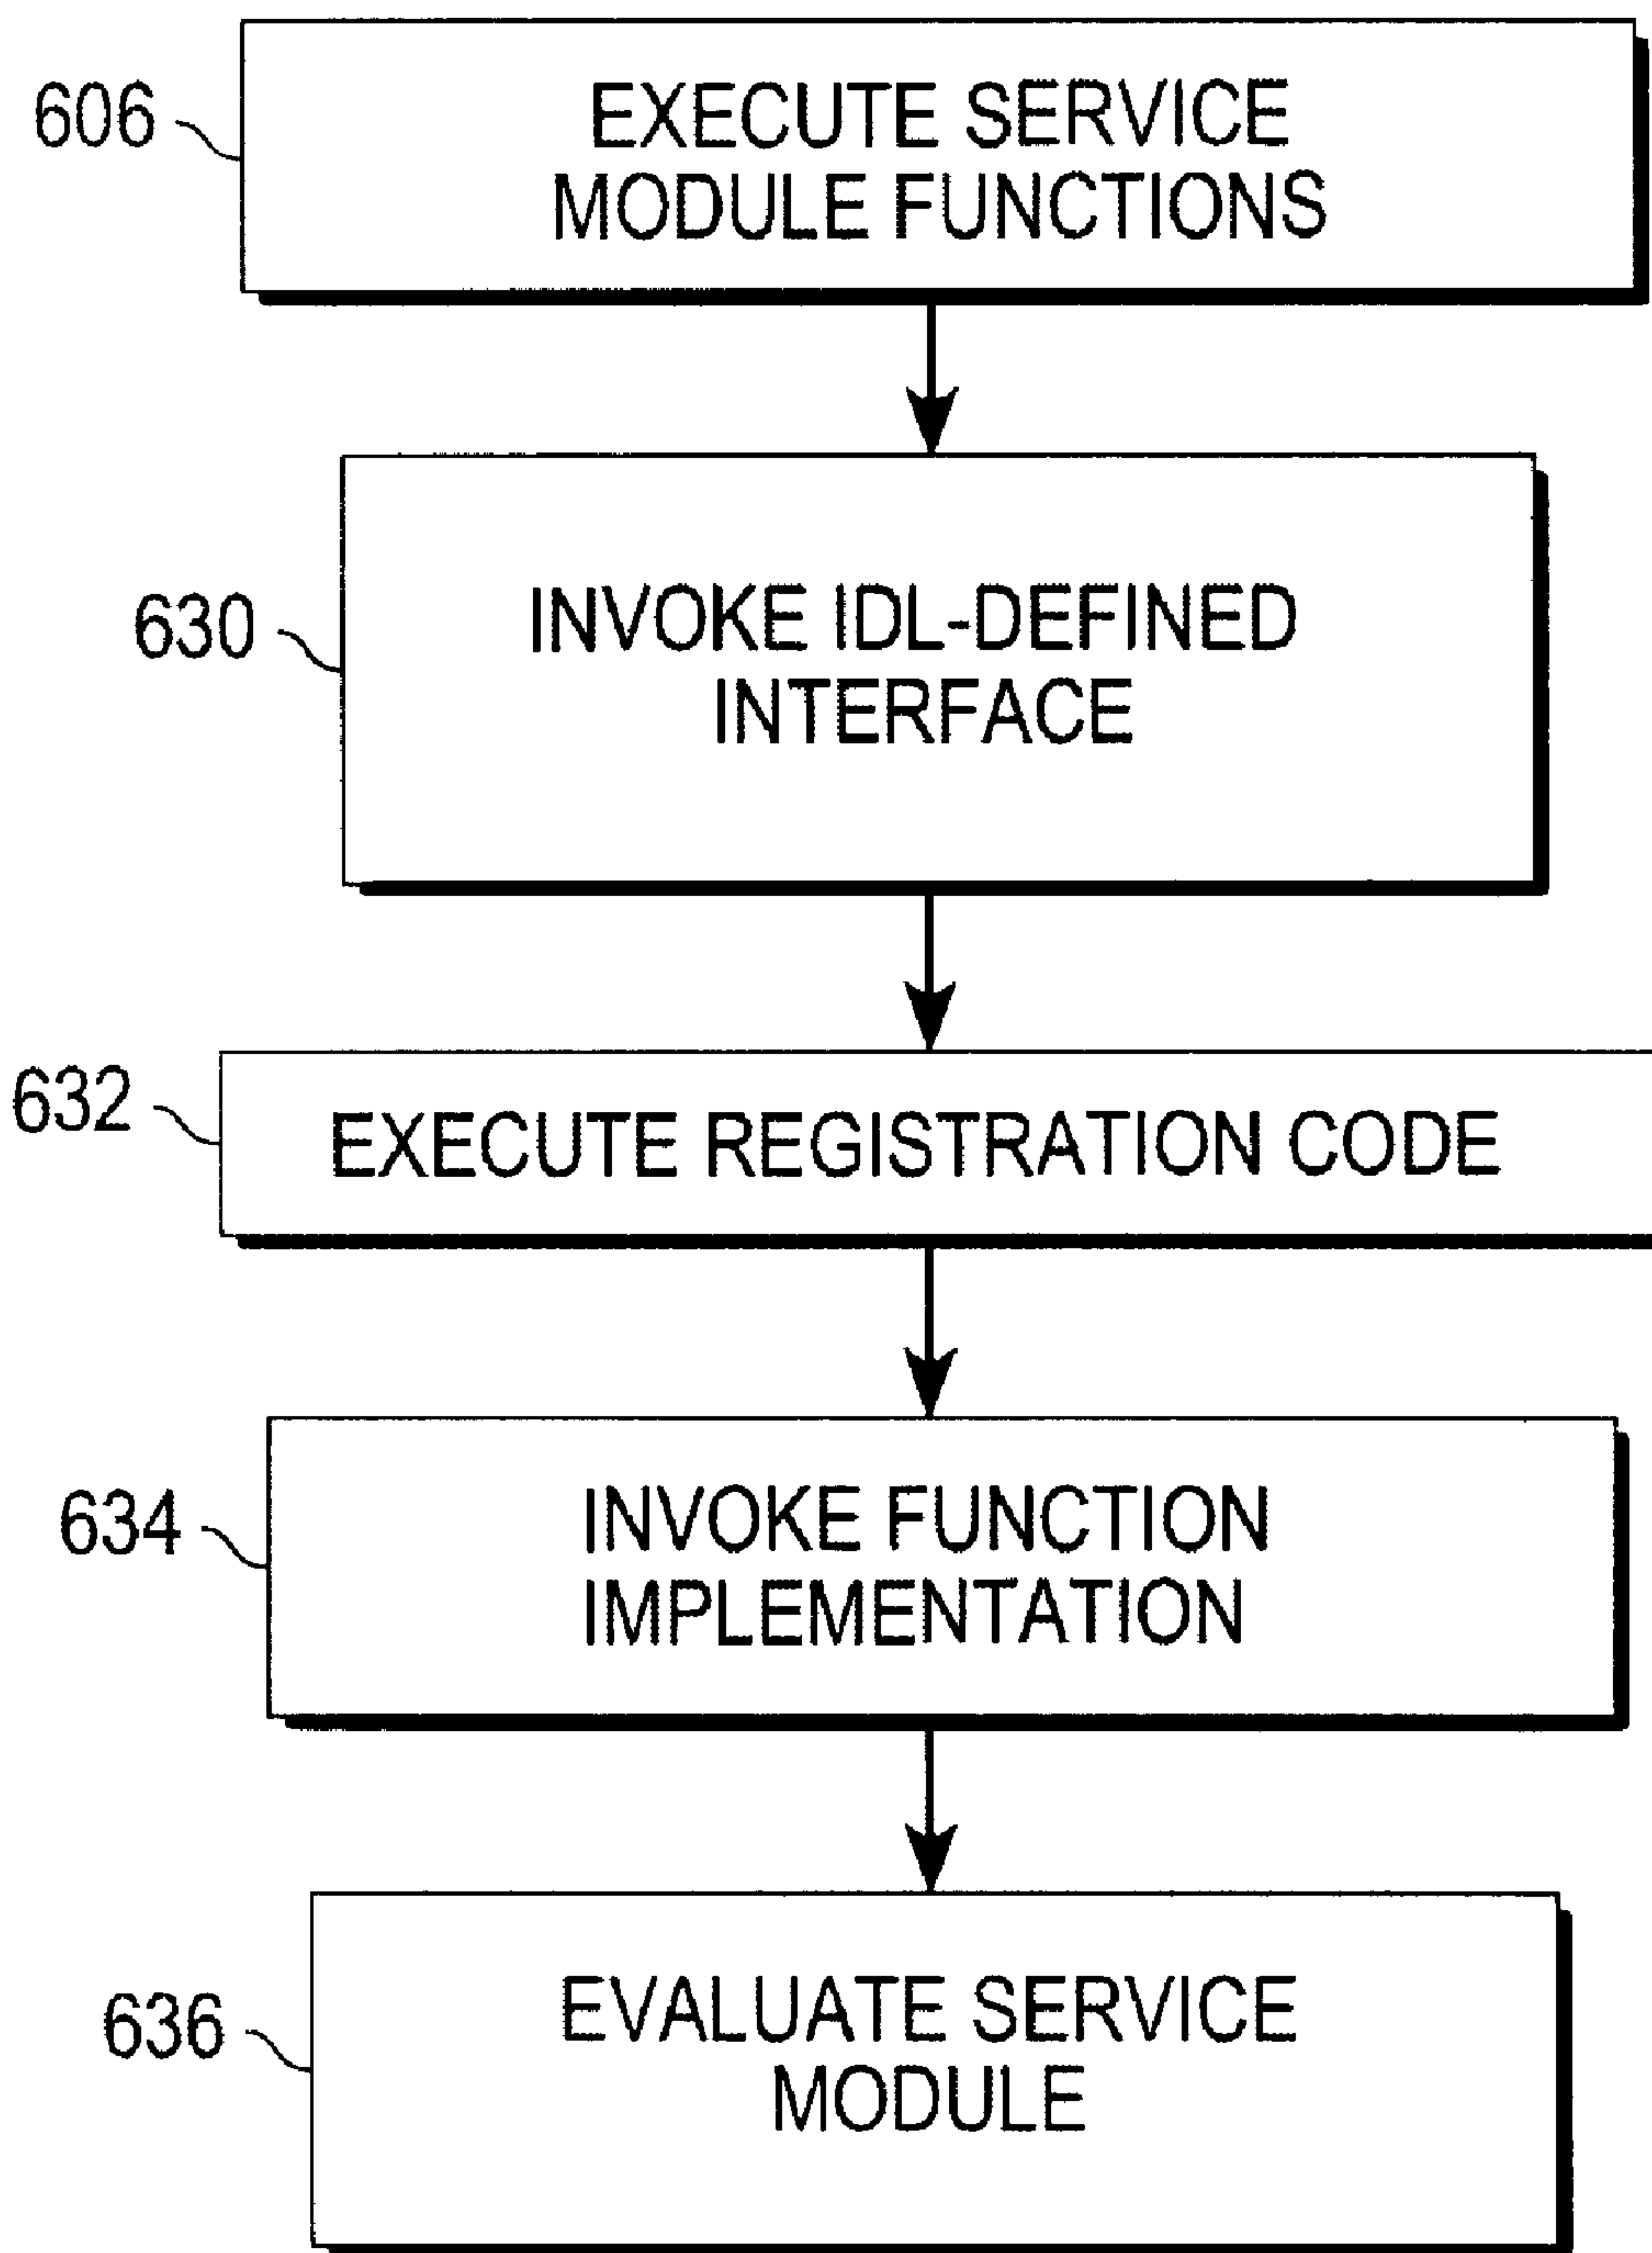 606
EXECUTE SERVICE
MODULE FUNCTIONS
630
INVOKE IDL-DEFINED
INTERFACE
632
EXECUTE REGISTRATION CODE
634
INVOKE FUNCTION
IMPLEMENTATION
636
EVALUATE SERVICE
MODULE